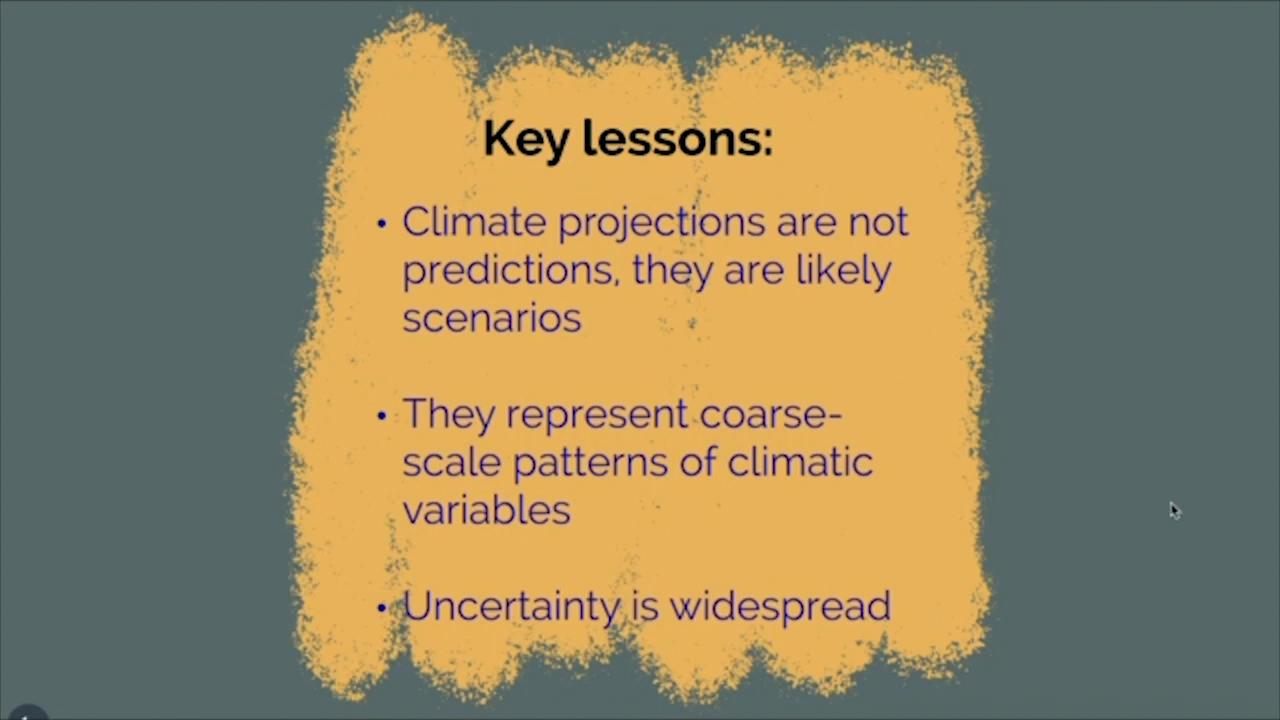 Key lessons:
• Climate projections are not
predictions, they are likely
scenarios
• They represent coarse-
scale patterns of climatic
variables
• Uncertainty is widespread